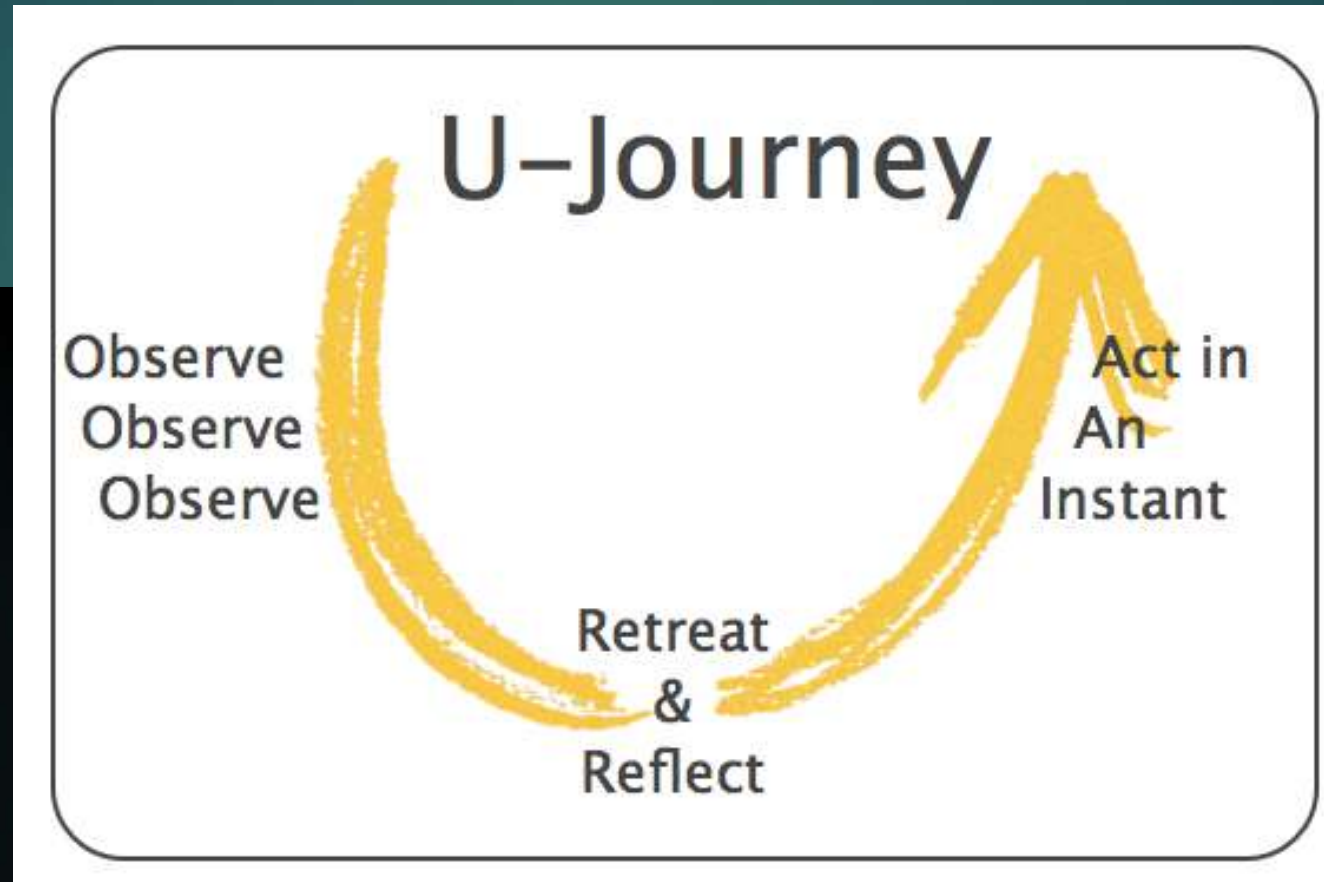 U-Journey
Observe
Observe
Observe
Retreat
&
Reflect
Act in
An
Instant